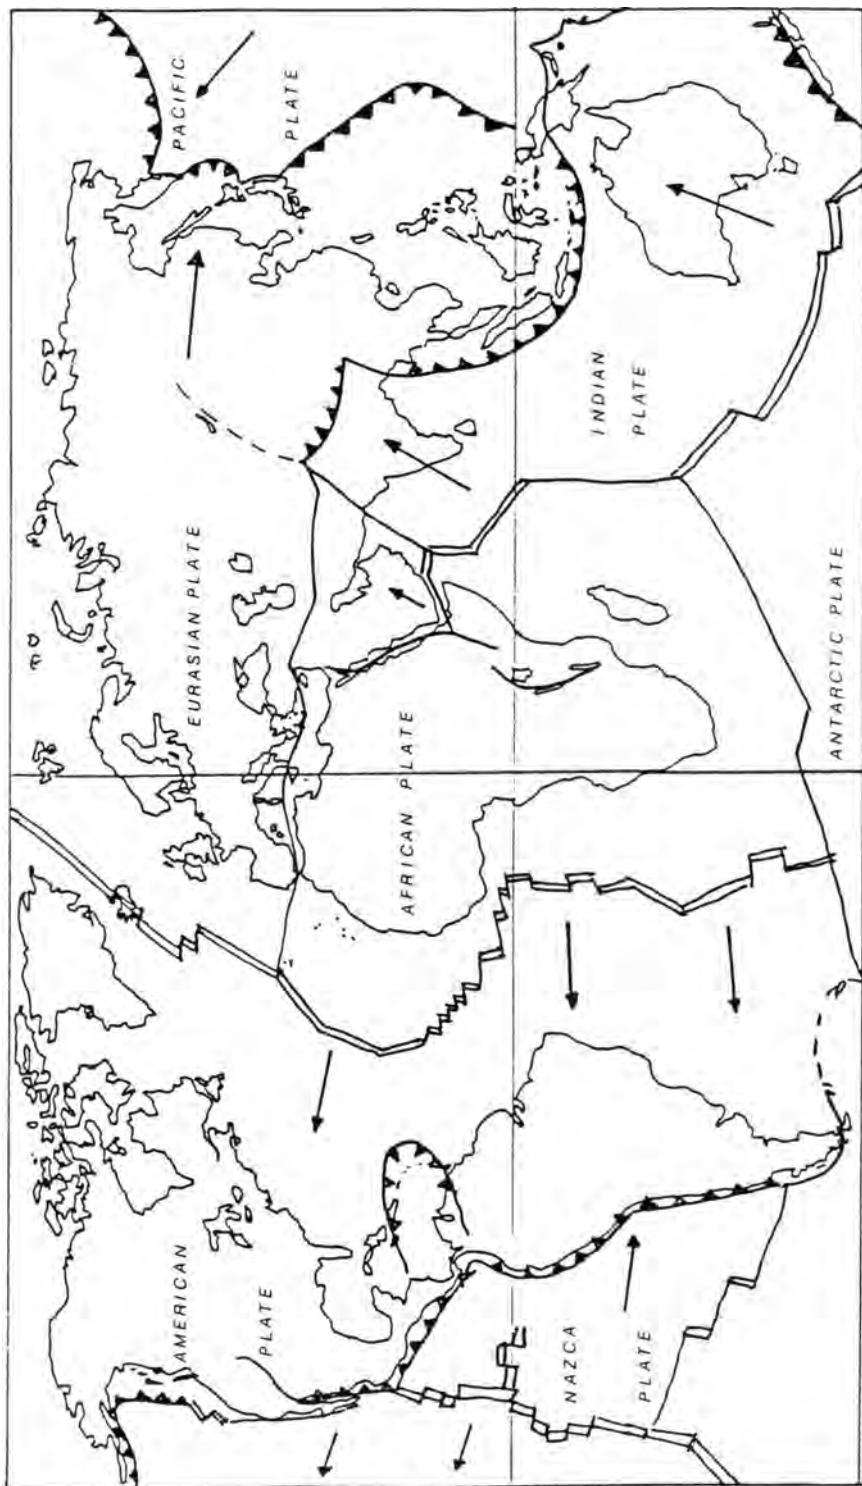 AMERICAN
PLATE
NAZCA
PLATE
EURASIAN PLATE
AFRICAN PLATE
ANTARCTIC PLATE
INDIAN
PLATE
PACIFIC
PLATE